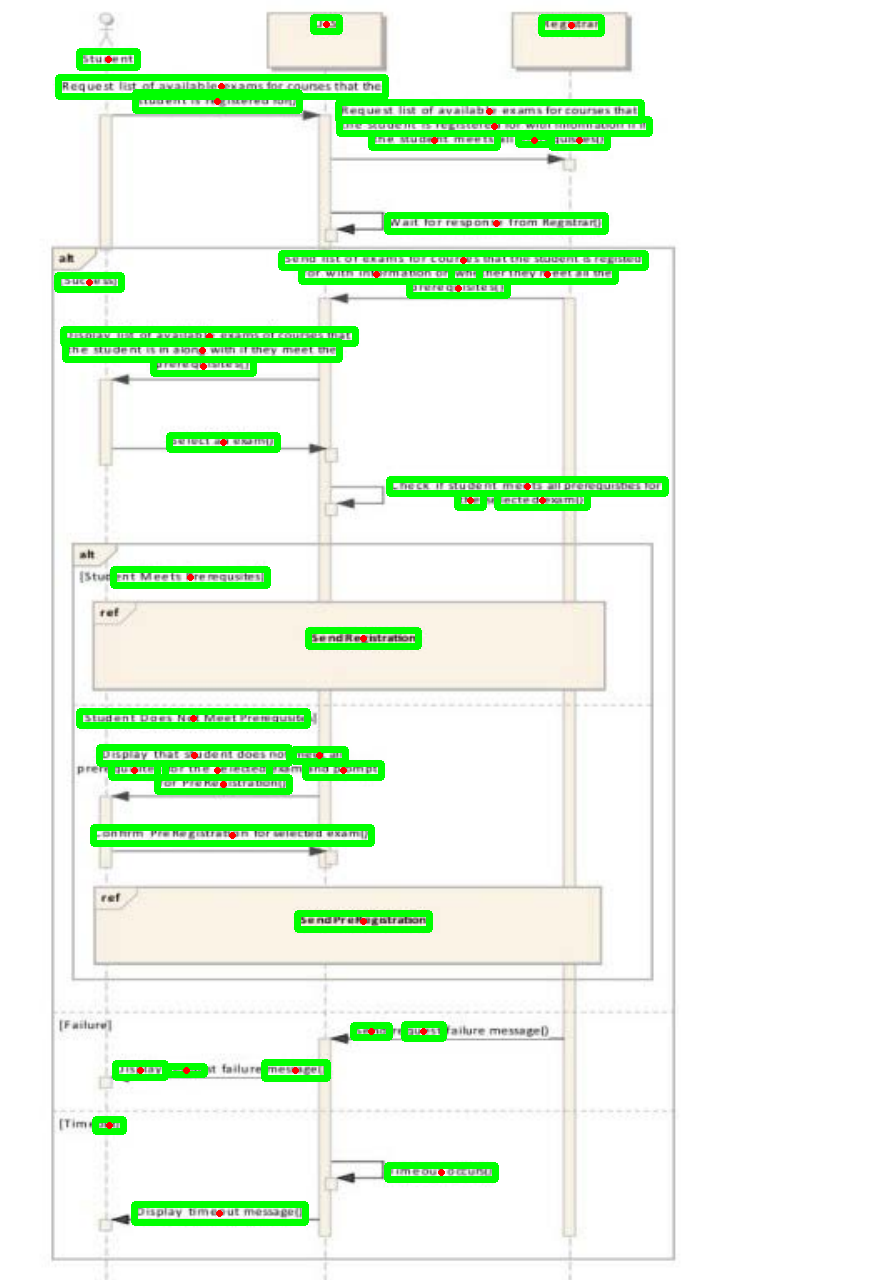 Student
Registrar
Request list of available exams for courses that the
student is registered for()
Request list of available exams for courses that
the student is registered for with information if
the student meets all prerequisites()
Wait for response from Registrar()
alt
[Success]
Send list of exams for courses that the student is registed
for with information on whether they meet all the
prerequisites()
Display list of available exams of courses that
the student is in along with if they meet the
prerequisites()
Select an exam()
Check if student meets all prerequisties for
the selected exam()
alt
[Student Meets Prerequsites]
ref
SendRegistration
[Student Does Not Meet Prerequsites]
Display that student does not meet all
prerequisites for the selected exam and prompt
for PreRegistration()
Confirm PreRegistration for selected exam()
ref
SendPreRegistration
[Failure]
Send request failure message()
Display request failure message()
[Timeout]
Timeout occurs()
Display timeout message()